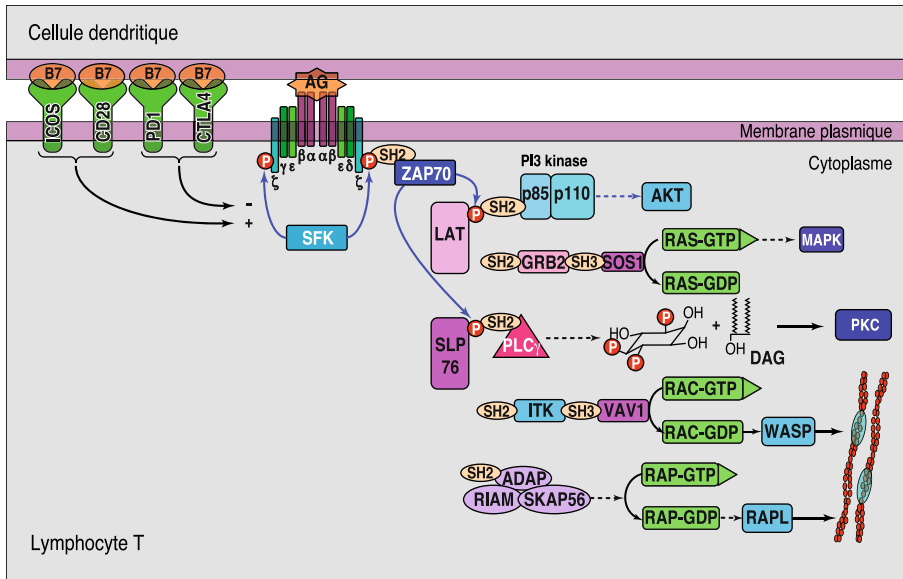 Cellule dendritique
B7 B7 B7 B7
AG
ICOS
CD28
PD1
CTLA4
Membrane plasmique
Cytoplasme
P
P
SH2
ζ γ ε β α α β ε δ ζ
ZAP70
PI3 kinase
-
+
SFK
LAT
P
SH2
p85 p110
AKT
SH2 GRB2 SH3 SOS1
RAS-GTP
MAPK
RAS-GDP
SLP
76
P
SH2
PLCγ
HO
P
P
P
OH
OH
+
OH
DAG
PKC
SH2 ITK SH3 VAV1
RAC-GTP
RAC-GDP
WASP
SH2
ADAP
RIAM SKAP56
RAP-GTP
RAP-GDP
RAPL
Lymphocyte T